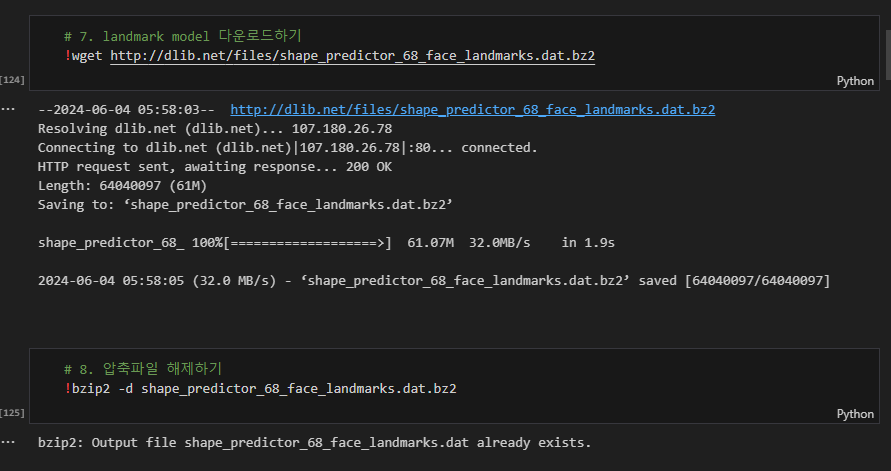 # 7. landmark model 다운로드하기
!wget http://dlib.net/files/shape_predictor_68_face_landmarks.dat.bz2
[124]
Python
...
--2024-06-04 05:58:03--  http://dlib.net/files/shape_predictor_68_face_landmarks.dat.bz2
Resolving dlib.net (dlib.net)... 107.180.26.78
Connecting to dlib.net (dlib.net)|107.180.26.78|:80... connected.
HTTP request sent, awaiting response... 200 OK
Length: 64040097 (61M)
Saving to: ‘shape_predictor_68_face_landmarks.dat.bz2’
shape_predictor_68_ 100%[===================>]  61.07M  32.0MB/s    in 1.9s
2024-06-04 05:58:05 (32.0 MB/s) - ‘shape_predictor_68_face_landmarks.dat.bz2’ saved [64040097/64040097]
# 8. 압축파일 해제하기
!bzip2 -d shape_predictor_68_face_landmarks.dat.bz2
[125]
Python
...
bzip2: Output file shape_predictor_68_face_landmarks.dat already exists.